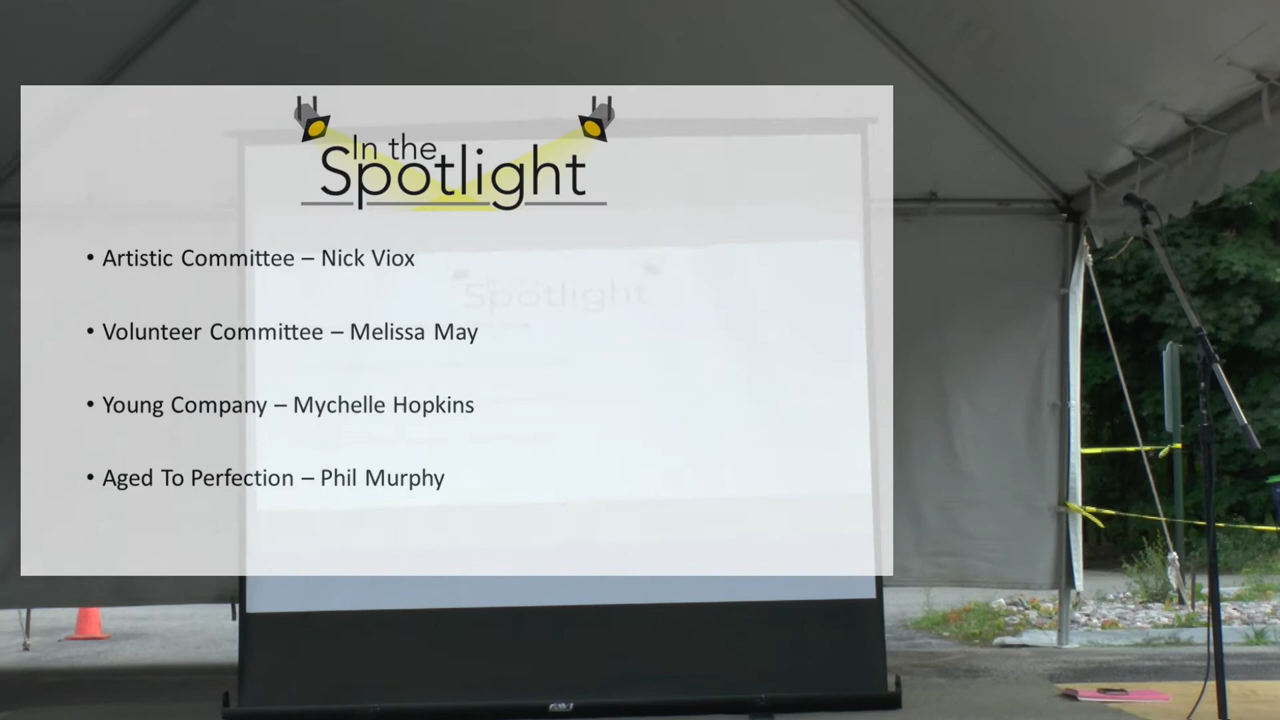 In the
Spotlight
• Artistic Committee – Nick Viox
• Volunteer Committee – Melissa May
• Young Company – Mychelle Hopkins
• Aged To Perfection – Phil Murphy
Spotlight